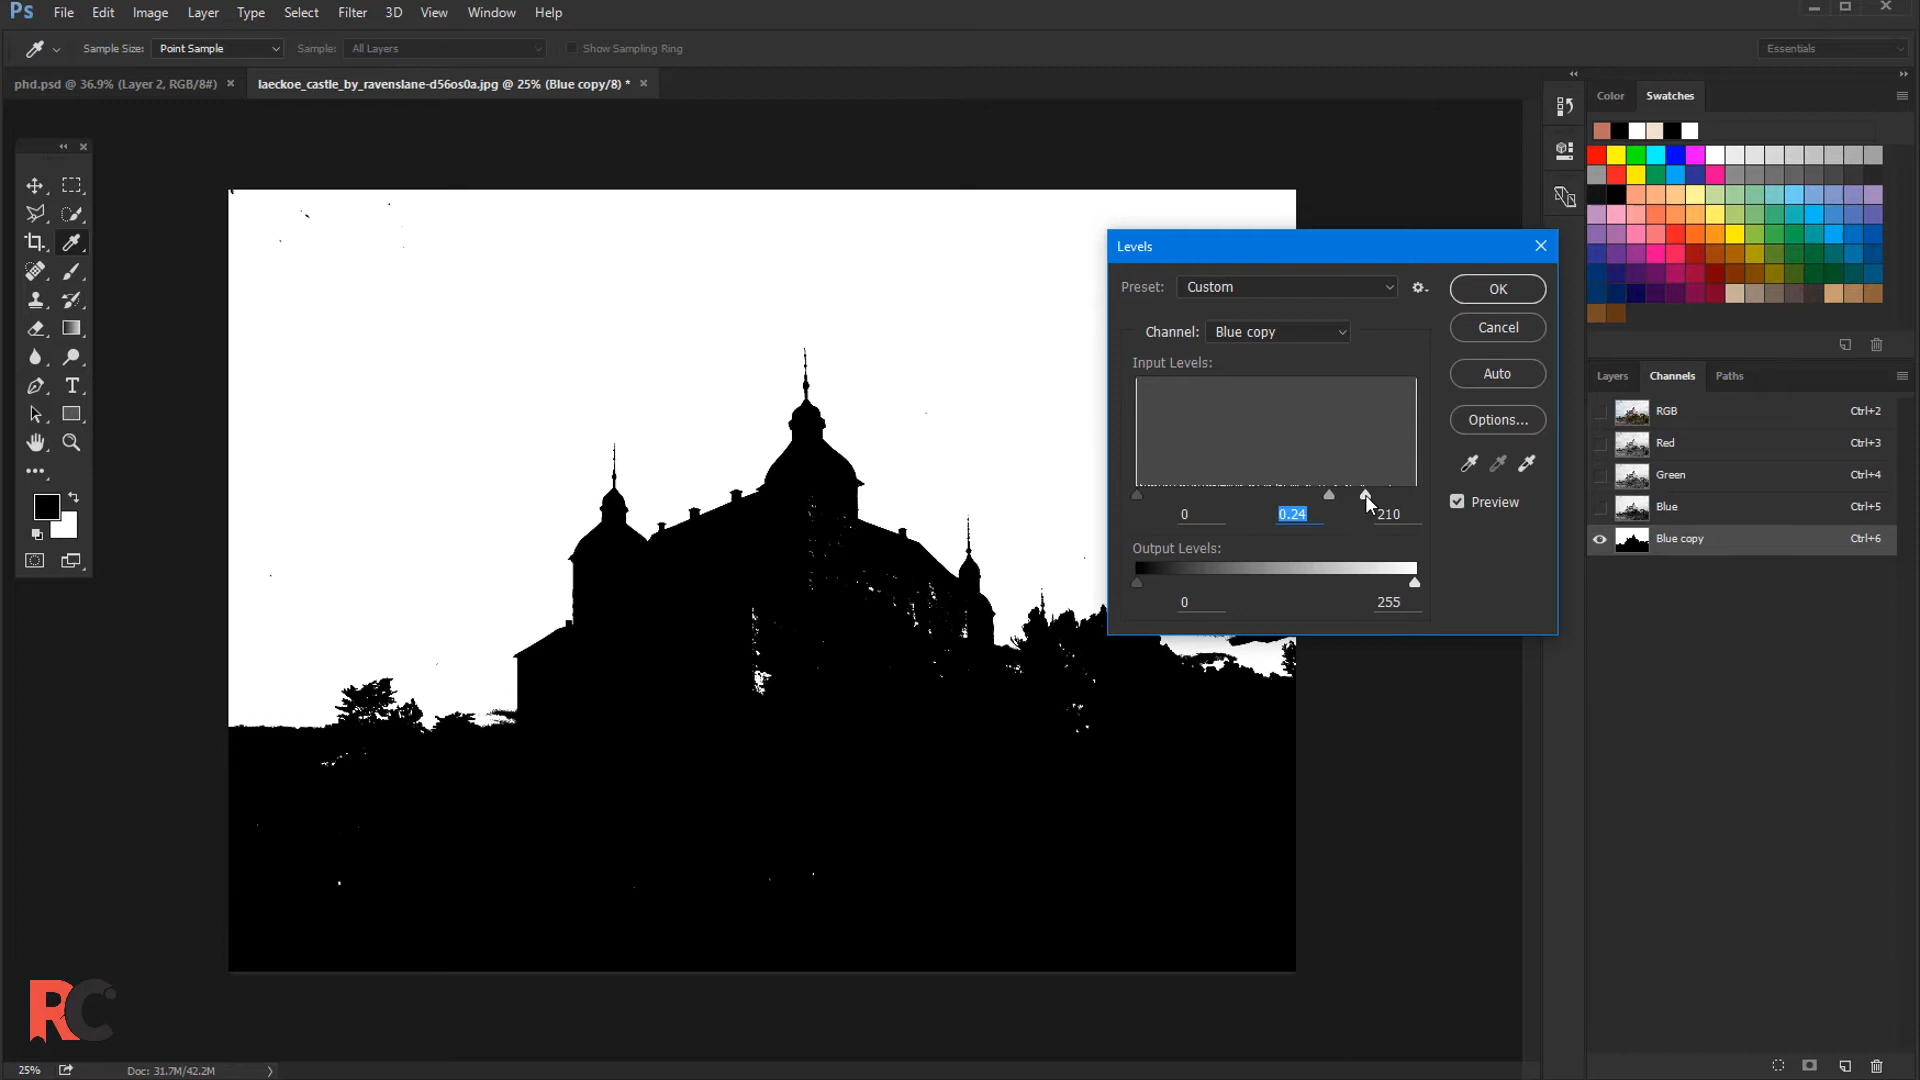 Ps File Edit Image Layer Type Select Filter 3D View Window Help
Sample Size: Point Sample Sample: All Layers Show Sampling Ring Essentials
phd.psd @ 36.9% (Layer 2, RGB/8#) × laeckoe_castle_by_ravenslane-d56os0a.jpg @ 25% (Blue copy/8) * ×
Color Swatches
Levels
Preset: Custom OK
Channel: Blue copy Cancel
Input Levels:
Auto
Options...
Preview
0 0.24 210
Output Levels:
0 255
Layers Channels Paths
RGB Ctrl+2
Red Ctrl+3
Green Ctrl+4
Blue Ctrl+5
Blue copy Ctrl+6
RC
25% Doc: 31.7M/42.2M